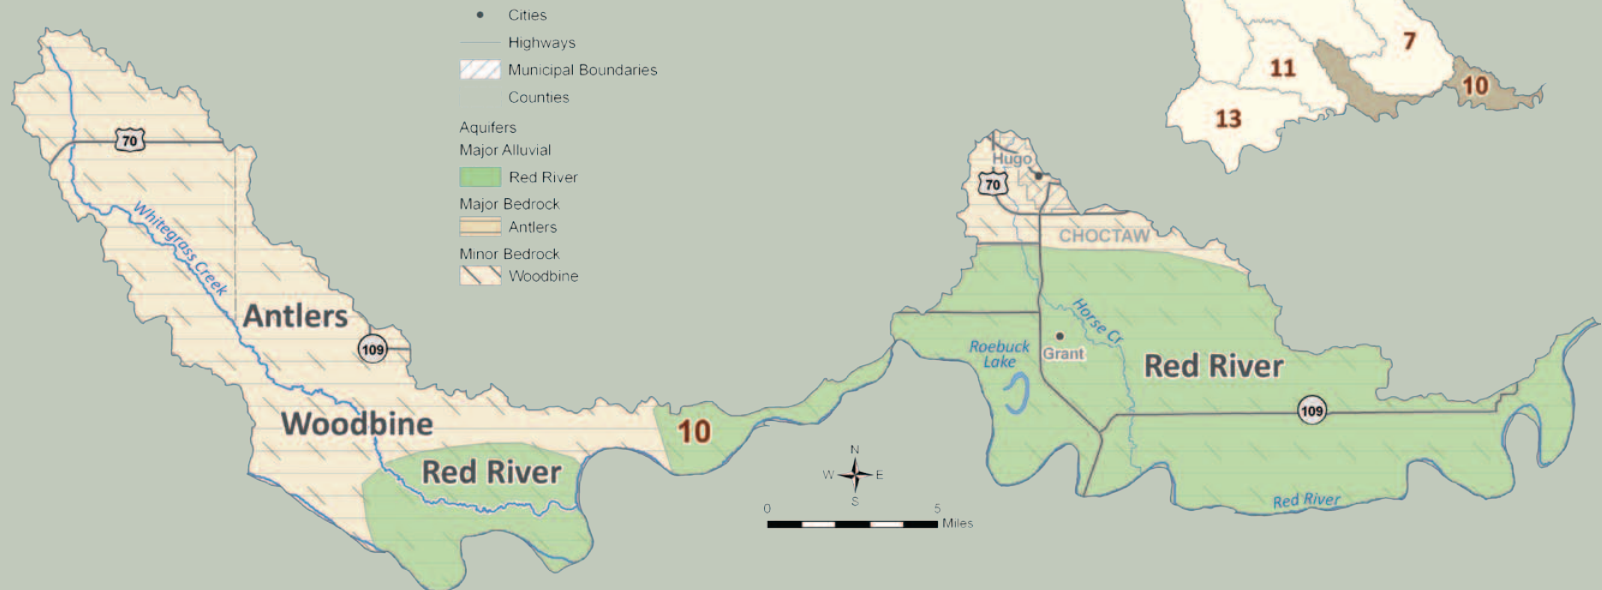 Cities
Highways
Municipal Boundaries
Counties
Aquifers
Major Alluvial
Red River
Major Bedrock
Antlers
Minor Bedrock
Woodbine
7
11
10
13
70
Whitegrass Creek
Antlers
109
Woodbine
Red River
10
Hugo
70
CHOCTAW
Horse Cr
Roebuck
Lake
Grant
Red River
109
Red River
N
W E
S
0 5
Miles